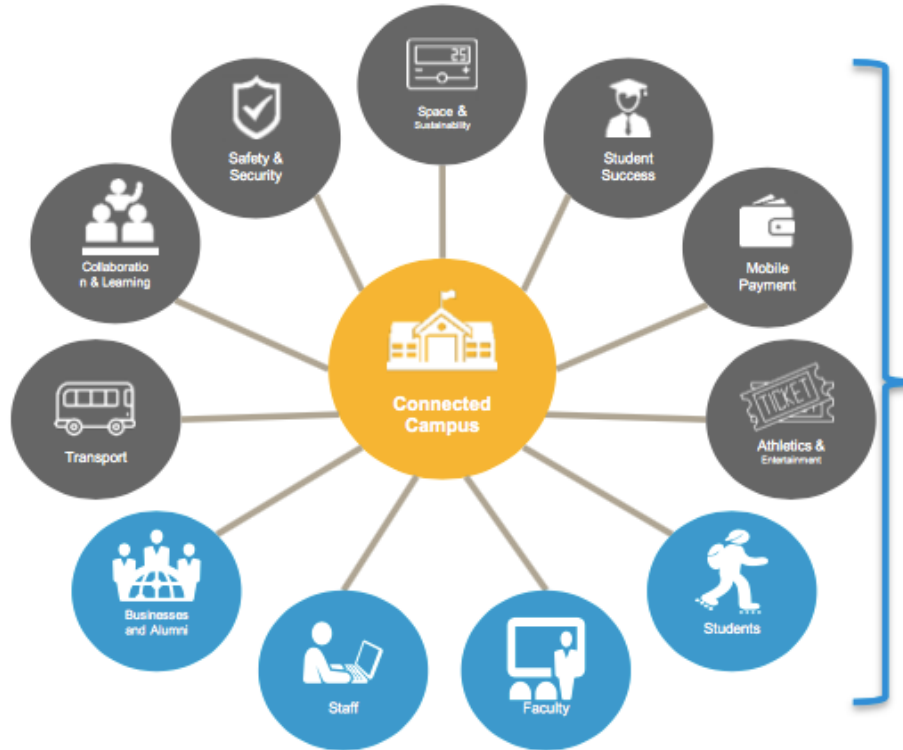 25
Space &
Sustainability
Safety &
Security
Student
Success
Collaboratio
n & Learning
Mobile
Payment
Connected
Campus
TICKET
Transport
Athletics &
Entertainment
Businesses
and Alumni
Students
Staff
Faculty